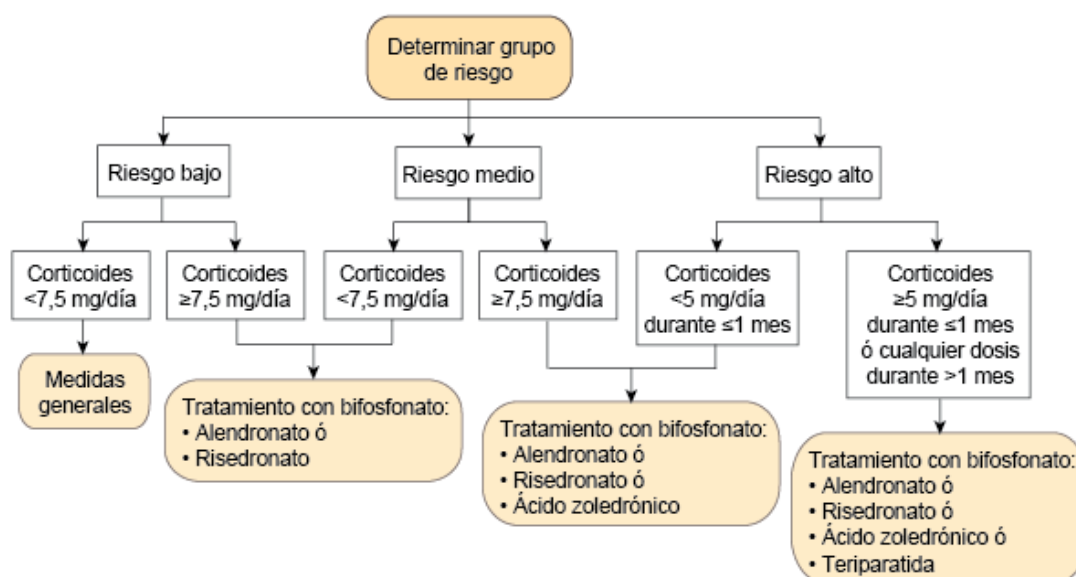 Determinar grupo
de riesgo
Riesgo bajo
Riesgo medio
Riesgo alto
Corticoides
<7,5 mg/día
Corticoides
≥7,5 mg/día
Corticoides
<7,5 mg/día
Corticoides
≥7,5 mg/día
Corticoides
<5 mg/día
durante ≤1 mes
Corticoides
≥5 mg/día
durante ≤1 mes
ó cualquier dosis
durante >1 mes
Medidas
generales
Tratamiento con bifosfonato:
• Alendronato ó
• Risedronato
Tratamiento con bifosfonato:
• Alendronato ó
• Risedronato ó
• Ácido zoledrónico
Tratamiento con bifosfonato:
• Alendronato ó
• Risedronato ó
• Ácido zoledrónico ó
• Teriparatida